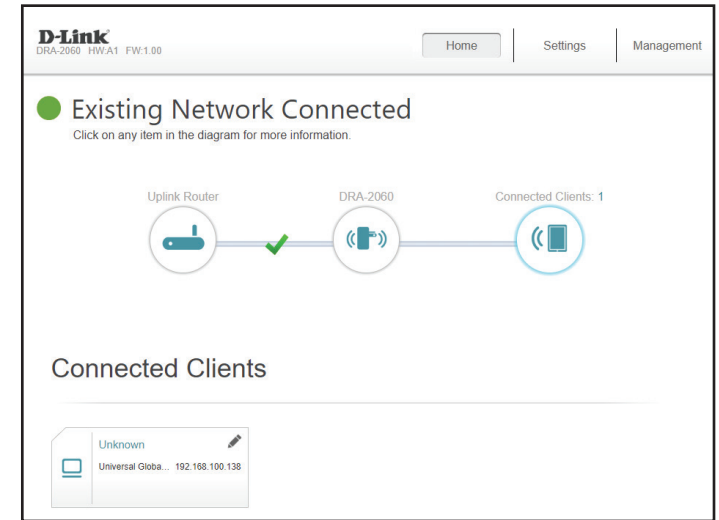 D-Link
DRA-2060 HW:A1 FW:1.00
Home Settings Management
Existing Network Connected
Click on any item in the diagram for more information.
Uplink Router DRA-2060 Connected Clients: 1
Connected Clients
Unknown
Universal Globa... 192.168.100.138